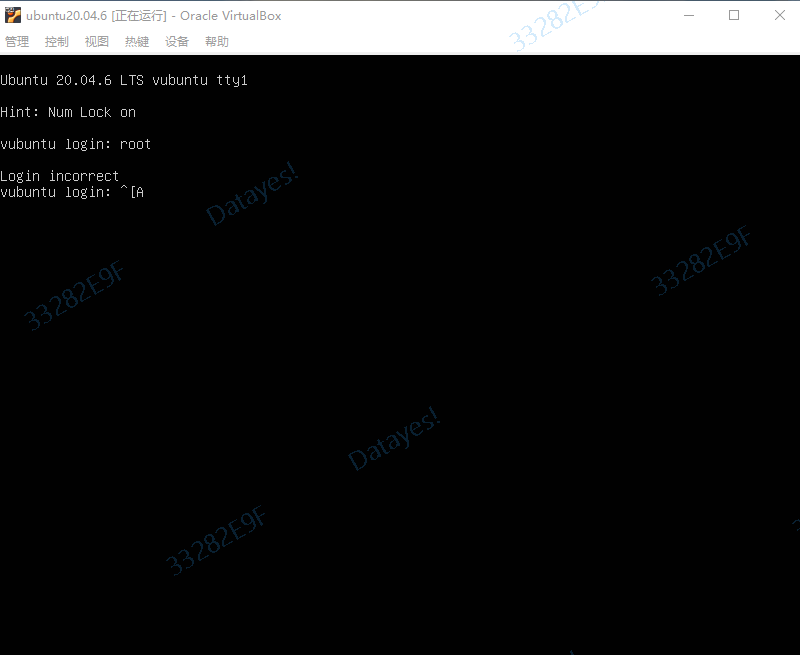 ubuntu20.04.6 [正在运行] - Oracle VirtualBox
33282E9F
管理 控制 视图 热键 设备 帮助
Ubuntu 20.04.6 LTS vubuntu tty1
Hint: Num Lock on
vubuntu login: root
Login incorrect
vubuntu login: ^[A
Datayes!
33282E9F
33282E9F
Datayes!
33282E9F